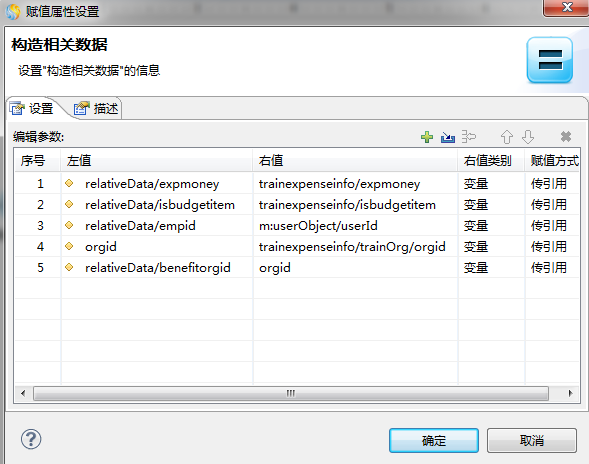 赋值属性设置
构造相关数据
设置"构造相关数据"的信息
设置 描述
编辑参数:
序号 左值 右值 右值类别 赋值方式
1 relativeData/expmoney trainexpenseinfo/expmoney 变量 传引用
2 relativeData/isbudgetitem trainexpenseinfo/isbudgetitem 变量 传引用
3 relativeData/empid m:userObject/userId 变量 传引用
4 orgid trainexpenseinfo/trainOrg/orgid 变量 传引用
5 relativeData/benefitorgid orgid 变量 传引用
确定 取消